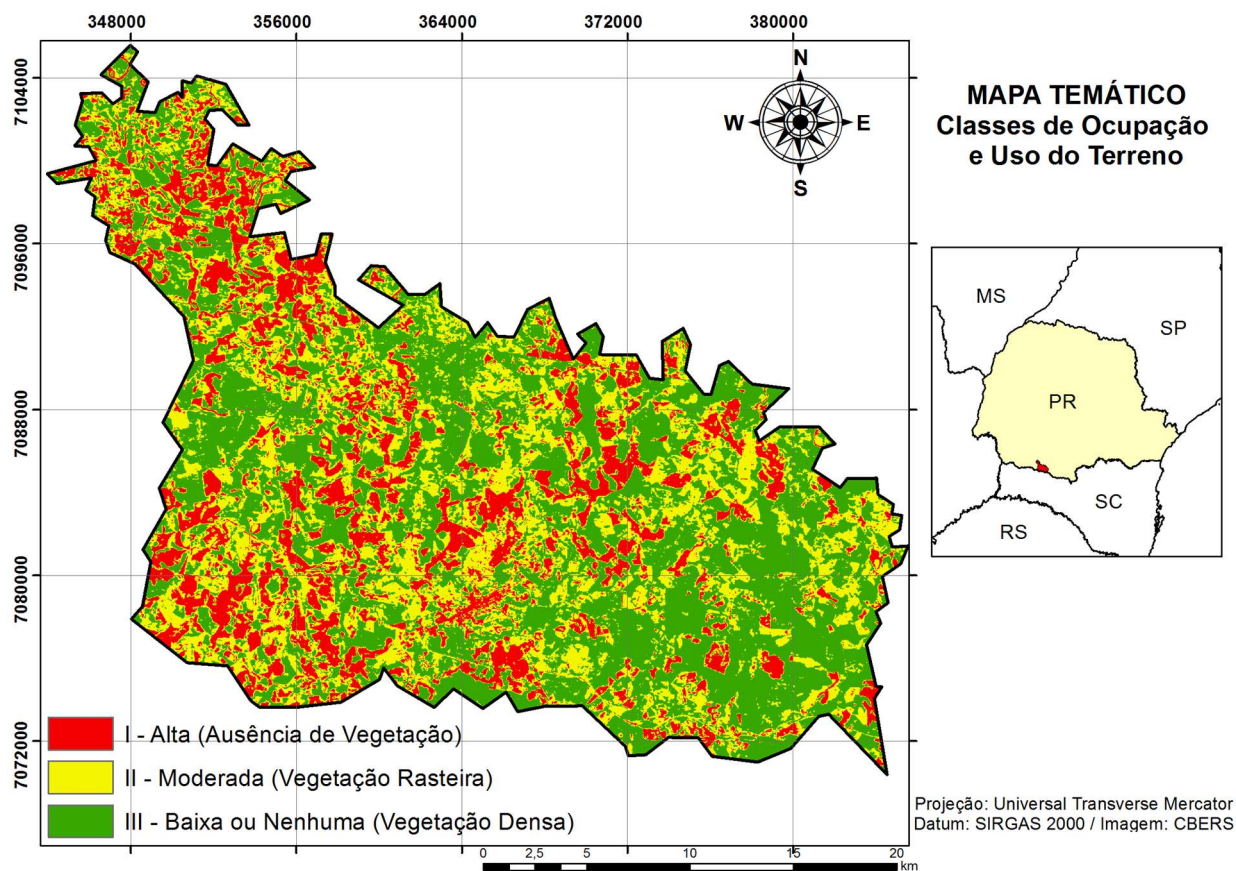 348000
356000
364000
372000
380000
7104000
7096000
7088000
7080000
7072000
N
W
E
S
MAPA TEMÁTICO
Classes de Ocupação
e Uso do Terreno
MS
SP
PR
SC
RS
I - Alta (Ausência de Vegetação)
II - Moderada (Vegetação Rasteira)
III - Baixa ou Nenhuma (Vegetação Densa)
Projeção: Universal Transverse Mercator
Datum: SIRGAS 2000 / Imagem: CBERS
0 2,5 5 10 15 20
km